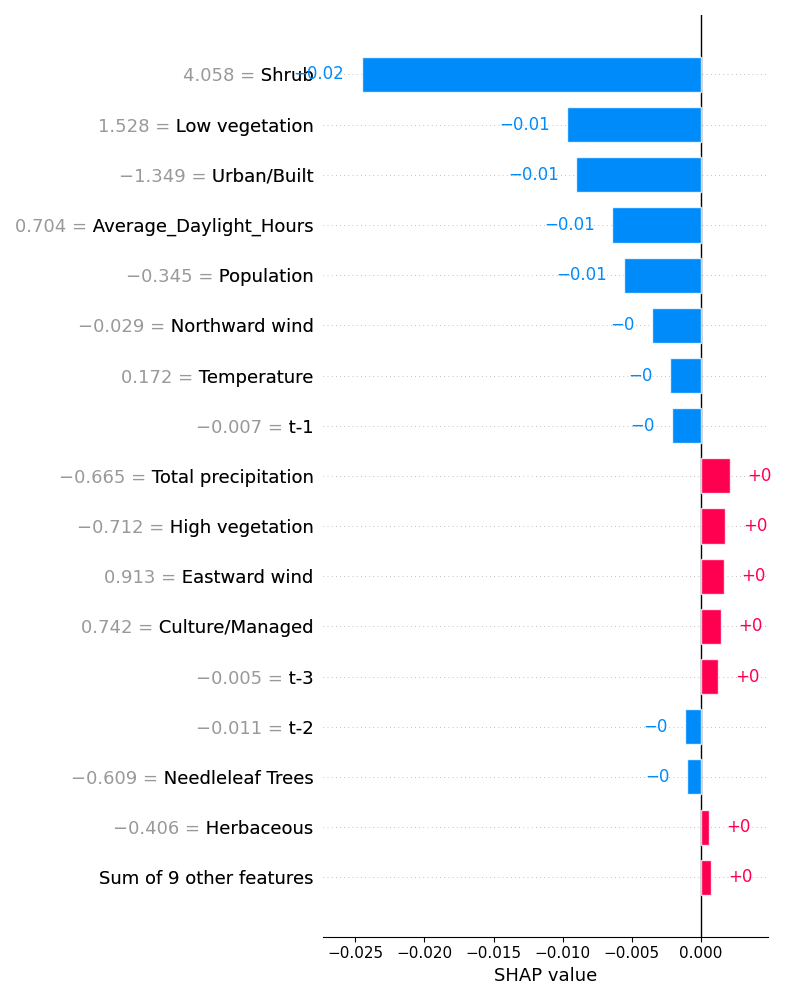 4.058 = Shrub −0.02
1.528 = Low vegetation −0.01
−1.349 = Urban/Built −0.01
0.704 = Average_Daylight_Hours −0.01
−0.345 = Population −0.01
−0.029 = Northward wind −0
0.172 = Temperature −0
−0.007 = t-1 −0
−0.665 = Total precipitation +0
−0.712 = High vegetation +0
0.913 = Eastward wind +0
0.742 = Culture/Managed +0
−0.005 = t-3 +0
−0.011 = t-2 −0
−0.609 = Needleleaf Trees −0
−0.406 = Herbaceous +0
Sum of 9 other features +0
−0.025 −0.020 −0.015 −0.010 −0.005 0.000
SHAP value